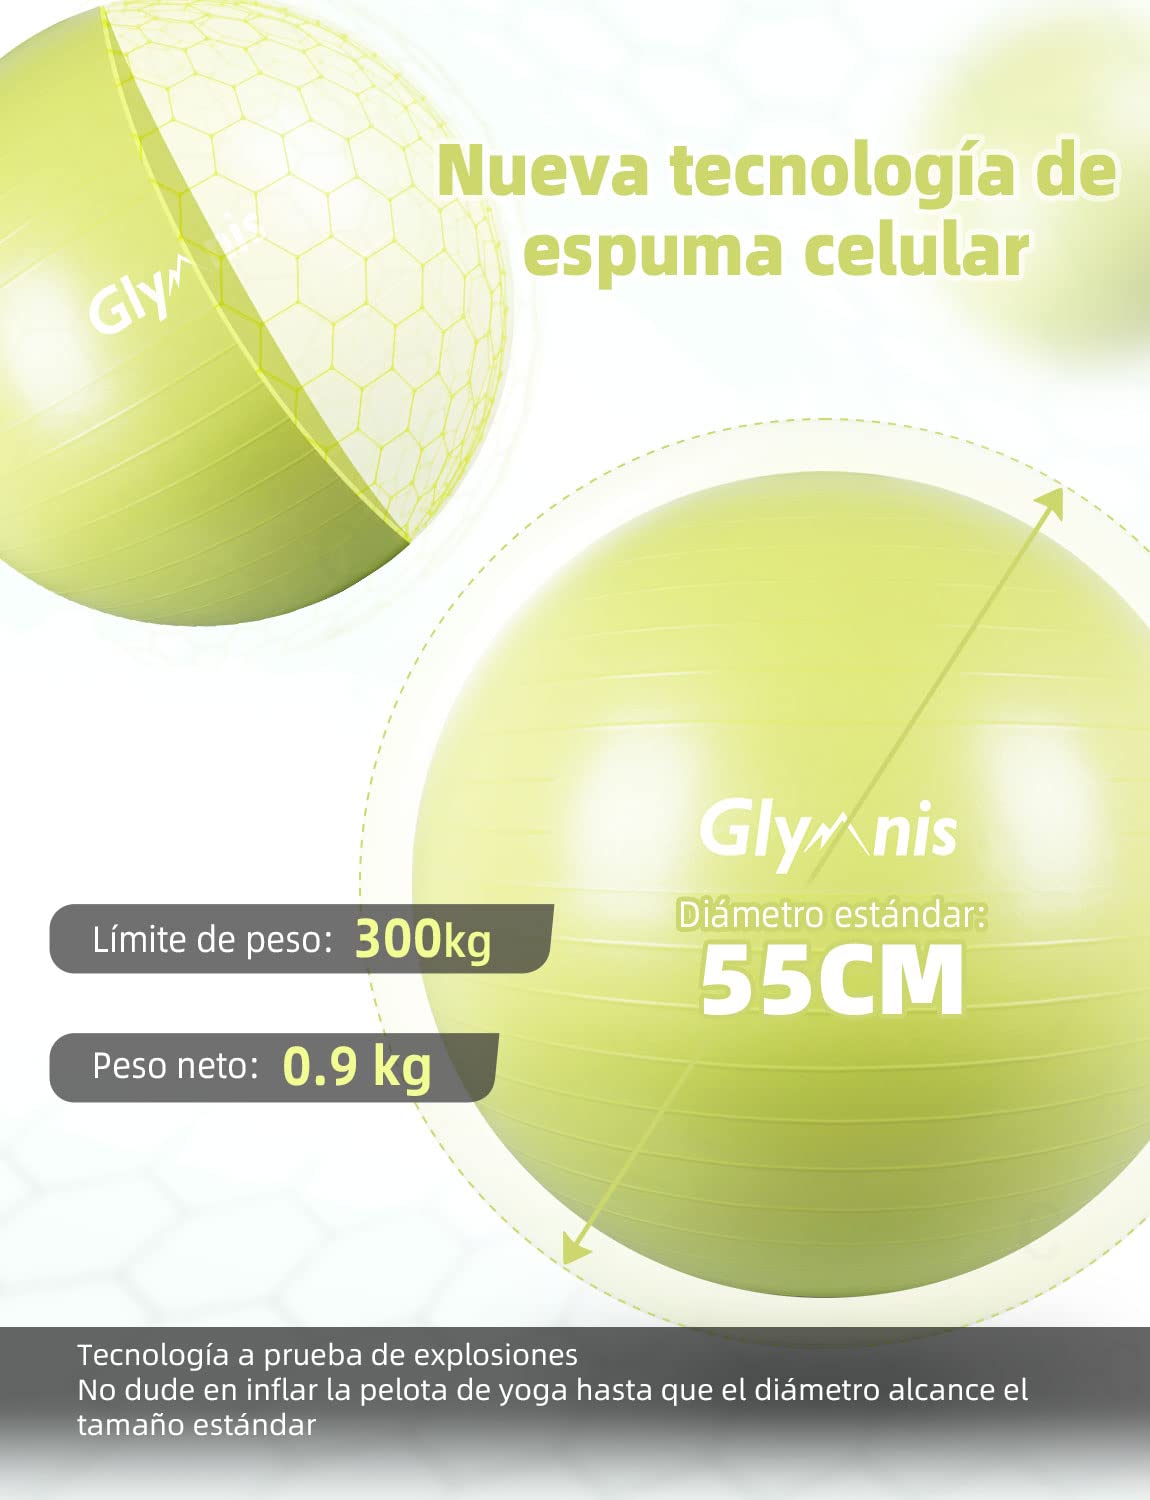 Nueva tecnología de
espuma celular
Glymnis
Glymnis
Diámetro estándar:
55CM
Límite de peso: 300kg
Peso neto: 0.9 kg
Tecnología a prueba de explosiones
No dude en inflar la pelota de yoga hasta que el diámetro alcance el
tamaño estándar